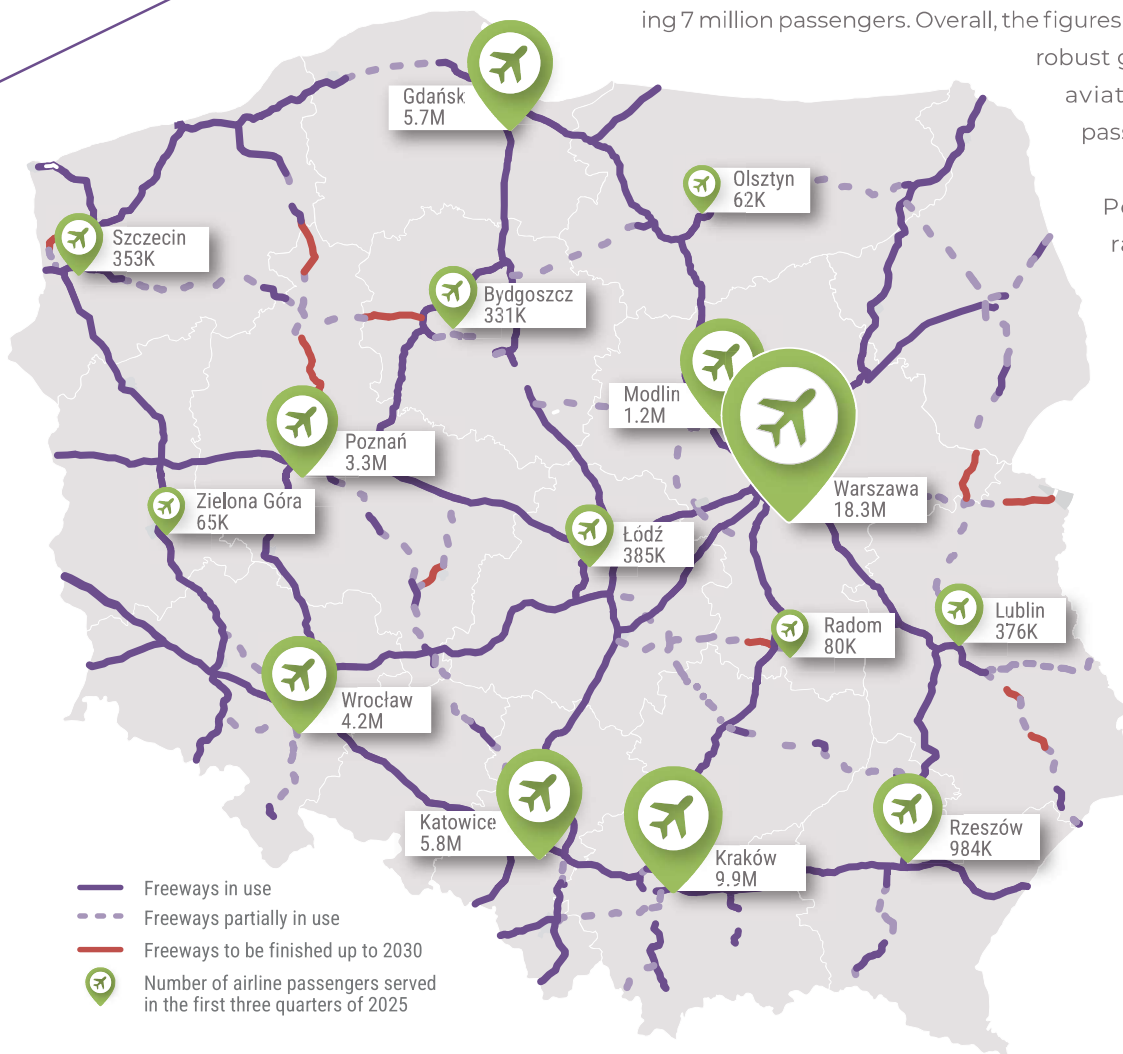 ing 7 million passengers. Overall, the figures
robust
aviat
pass
Gdańsk
5.7M
Olsztyn
62K
Szczecin
353K
Bydgoszcz
331K
Modlin
1.2M
Poznań
3.3M
Warszawa
18.3M
Zielona Góra
65K
Łódź
385K
Lublin
376K
Radom
80K
Wrocław
4.2M
Katowice
5.8M
Kraków
9.9M
Rzeszów
984K
Freeways in use
Freeways partially in use
Freeways to be finished up to 2030
Number of airline passengers served
in the first three quarters of 2025